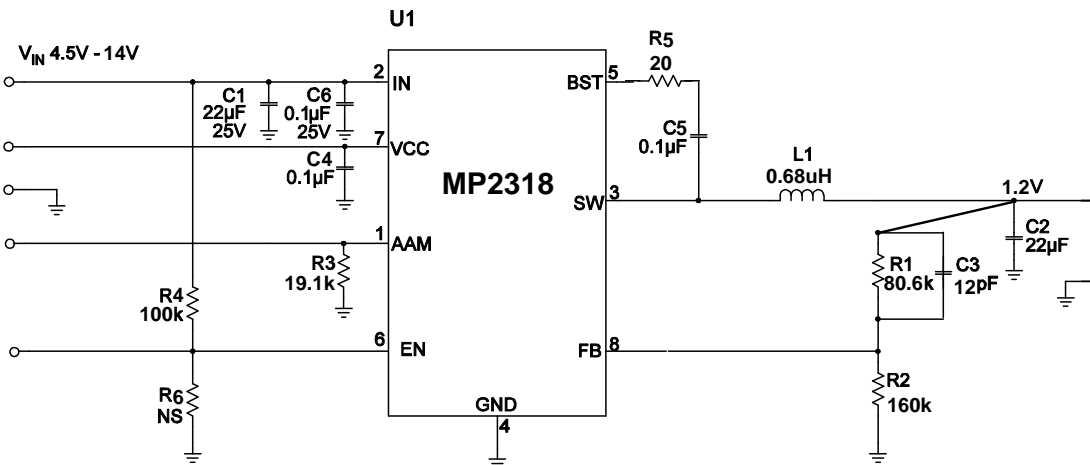 U1
VIN 4.5V - 14V
2
IN
C1
22µF
25V
C6
0.1µF
25V
7
VCC
C4
0.1µF
1
AAM
R3
19.1k
R4
100k
6
EN
R6
NS
MP2318
GND
4
BST
5
R5
20
C5
0.1µF
SW
3
L1
0.68uH
1.2V
C2
22µF
R1
80.6k
C3
12pF
FB
8
R2
160k